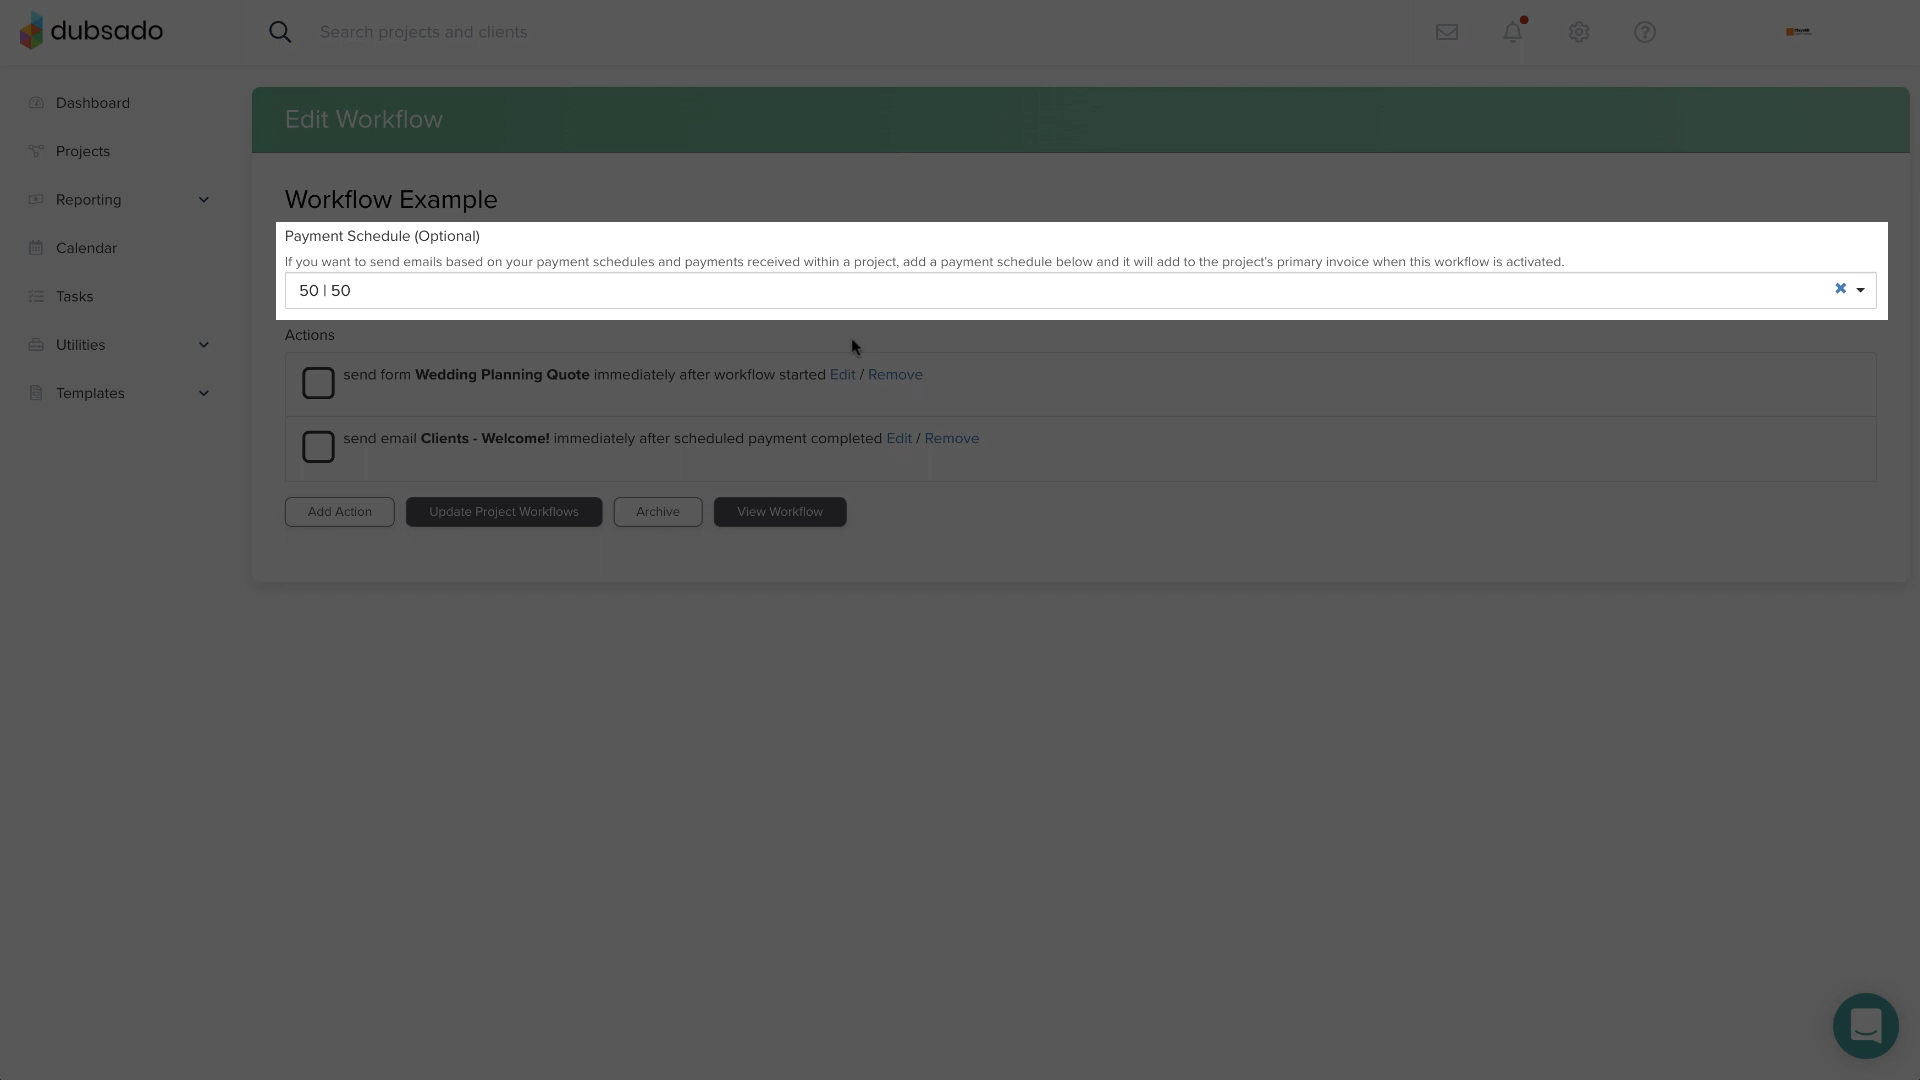 dubsado
Search projects and clients
Dashboard
Projects
Reporting
Calendar
Tasks
Utilities
Templates
Edit Workflow
Workflow Example
Payment Schedule (Optional)
If you want to send emails based on your payment schedules and payments received within a project, add a payment schedule below and it will add to the project's primary invoice when this workflow is activated.
50 | 50
Actions
send form Wedding Planning Quote immediately after workflow started Edit / Remove
send email Clients - Welcome! immediately after scheduled payment completed Edit / Remove
Add Action
Update Project Workflows
Archive
View Workflow